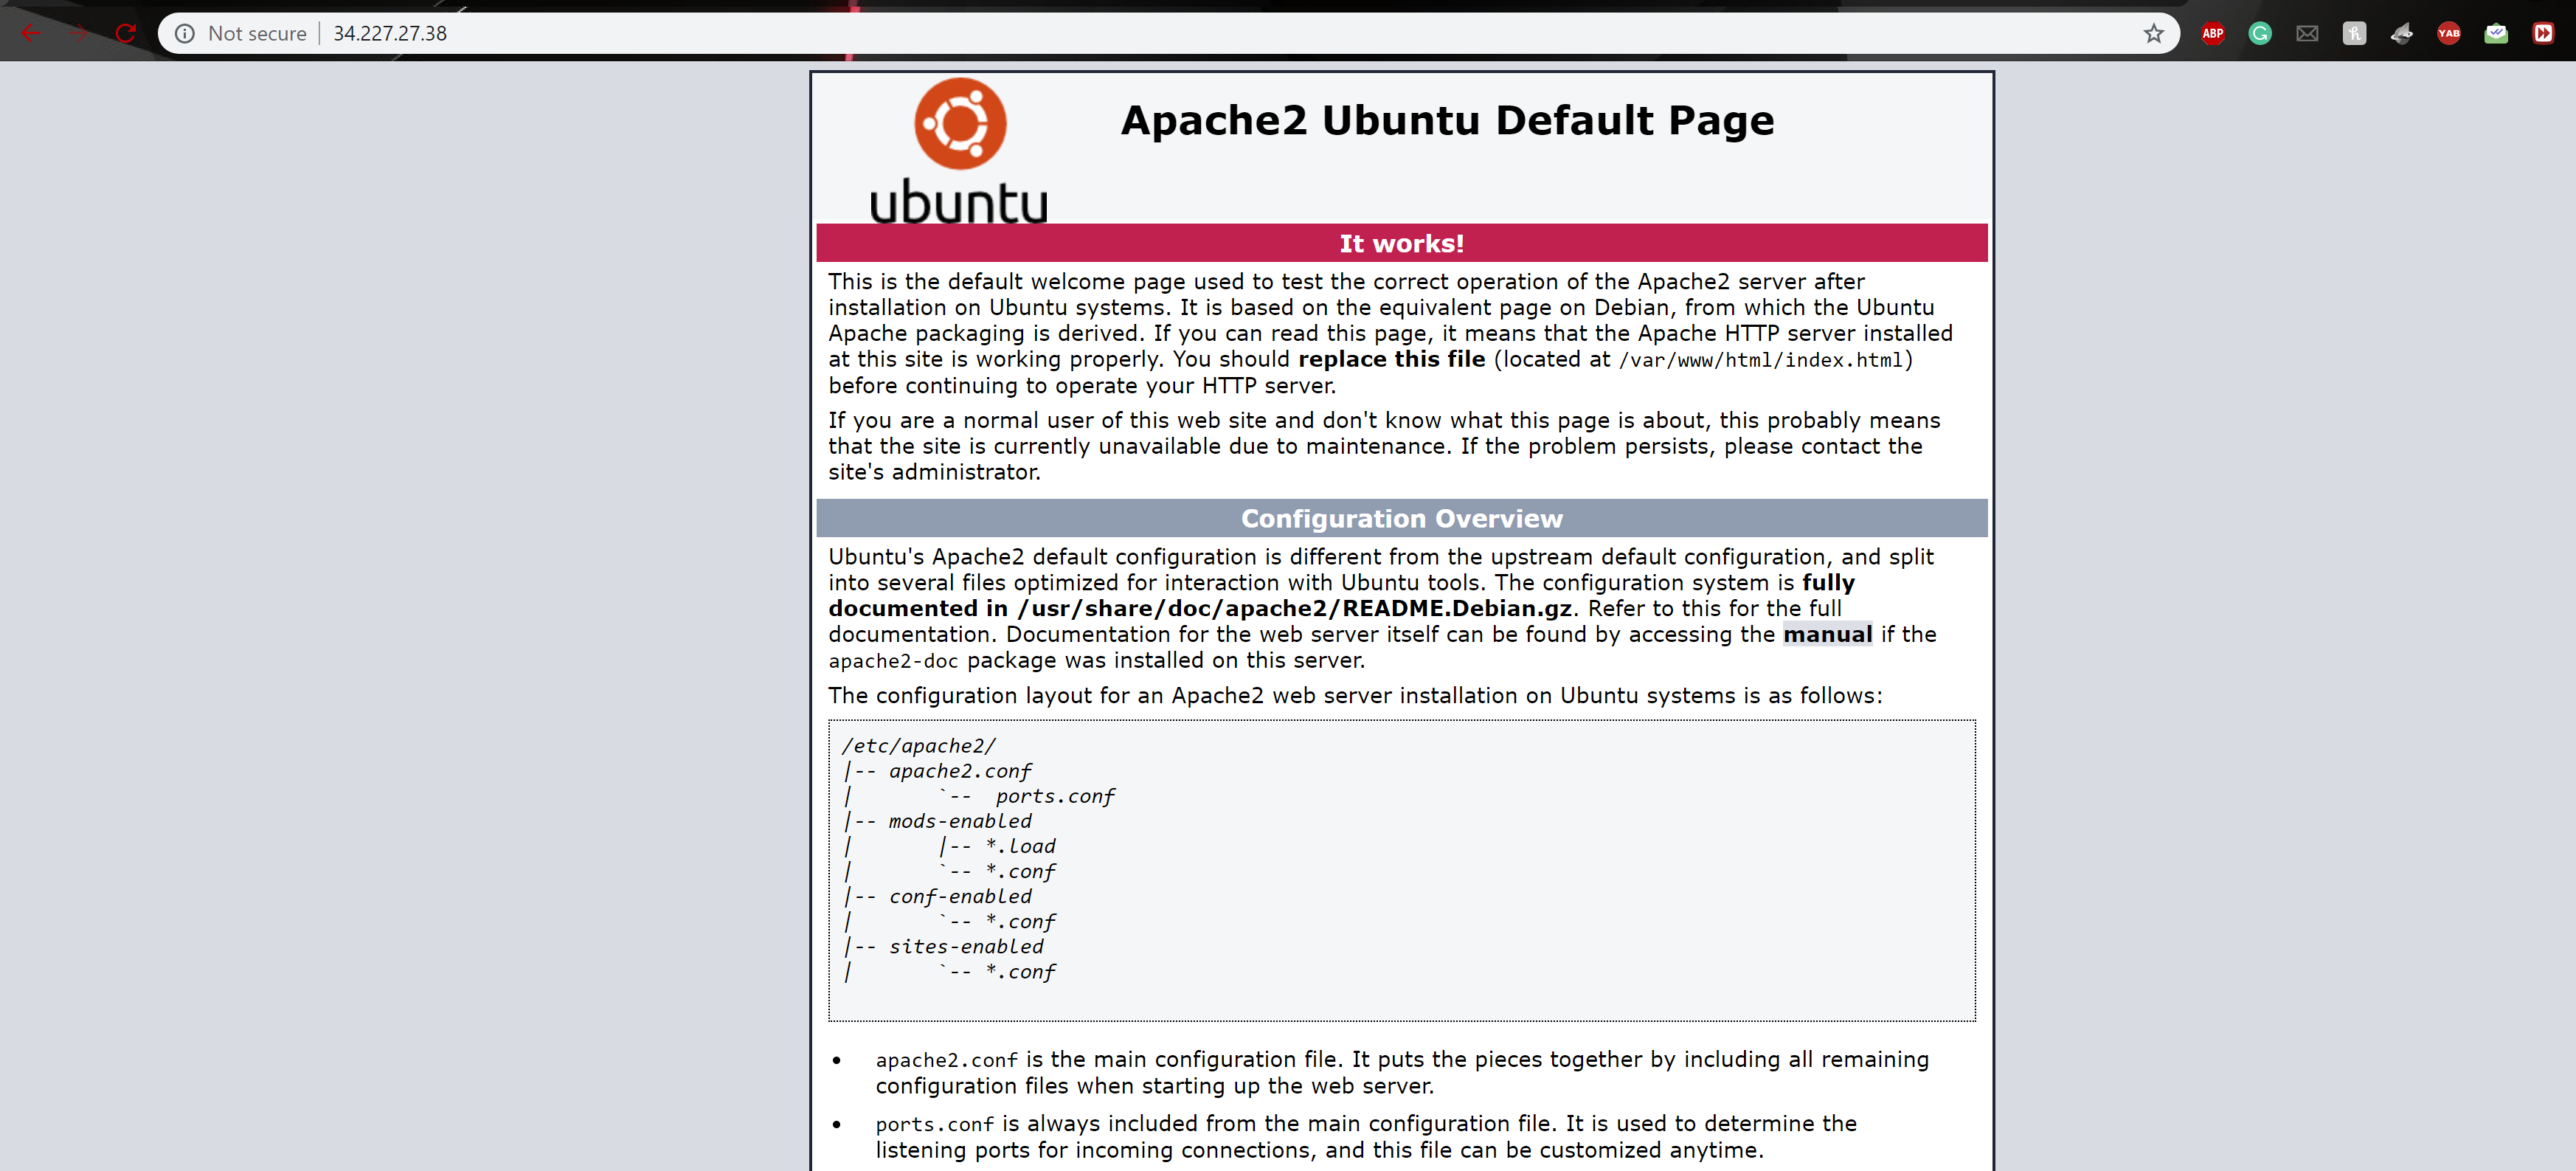 Not secure 34.227.27.38
ABP
YAB
Apache2 Ubuntu Default Page
ubuntu
It works!
This is the default welcome page used to test the correct operation of the Apache2 server after
installation on Ubuntu systems. It is based on the equivalent page on Debian, from which the Ubuntu
Apache packaging is derived. If you can read this page, it means that the Apache HTTP server installed
at this site is working properly. You should replace this file (located at /var/www/html/index.html)
before continuing to operate your HTTP server.
If you are a normal user of this web site and don't know what this page is about, this probably means
that the site is currently unavailable due to maintenance. If the problem persists, please contact the
site's administrator.
Configuration Overview
Ubuntu's Apache2 default configuration is different from the upstream default configuration, and split
into several files optimized for interaction with Ubuntu tools. The configuration system is fully
documented in /usr/share/doc/apache2/README.Debian.gz. Refer to this for the full
documentation. Documentation for the web server itself can be found by accessing the manual if the
apache2-doc package was installed on this server.
The configuration layout for an Apache2 web server installation on Ubuntu systems is as follows:
/etc/apache2/
|-- apache2.conf
|       `--  ports.conf
|-- mods-enabled
|       |-- *.load
|       `-- *.conf
|-- conf-enabled
|       `-- *.conf
|-- sites-enabled
|       `-- *.conf
• apache2.conf is the main configuration file. It puts the pieces together by including all remaining
configuration files when starting up the web server.
• ports.conf is always included from the main configuration file. It is used to determine the
listening ports for incoming connections, and this file can be customized anytime.